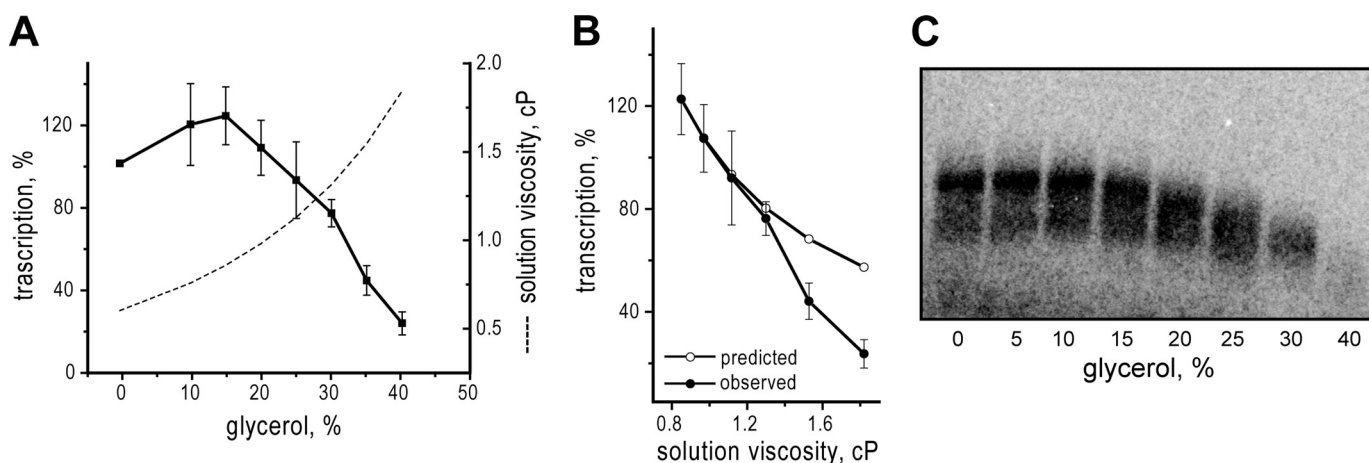 A
trascription, %
120
80
40
0
0 10 20 30 40 50
glycerol, %
2.0
1.5
1.0
0.5
solution viscosity, cP
B
transcription, %
120
80
40
predicted
observed
0.8 1.2 1.6
solution viscosity, cP
C
0 5 10 15 20 25 30 40
glycerol, %